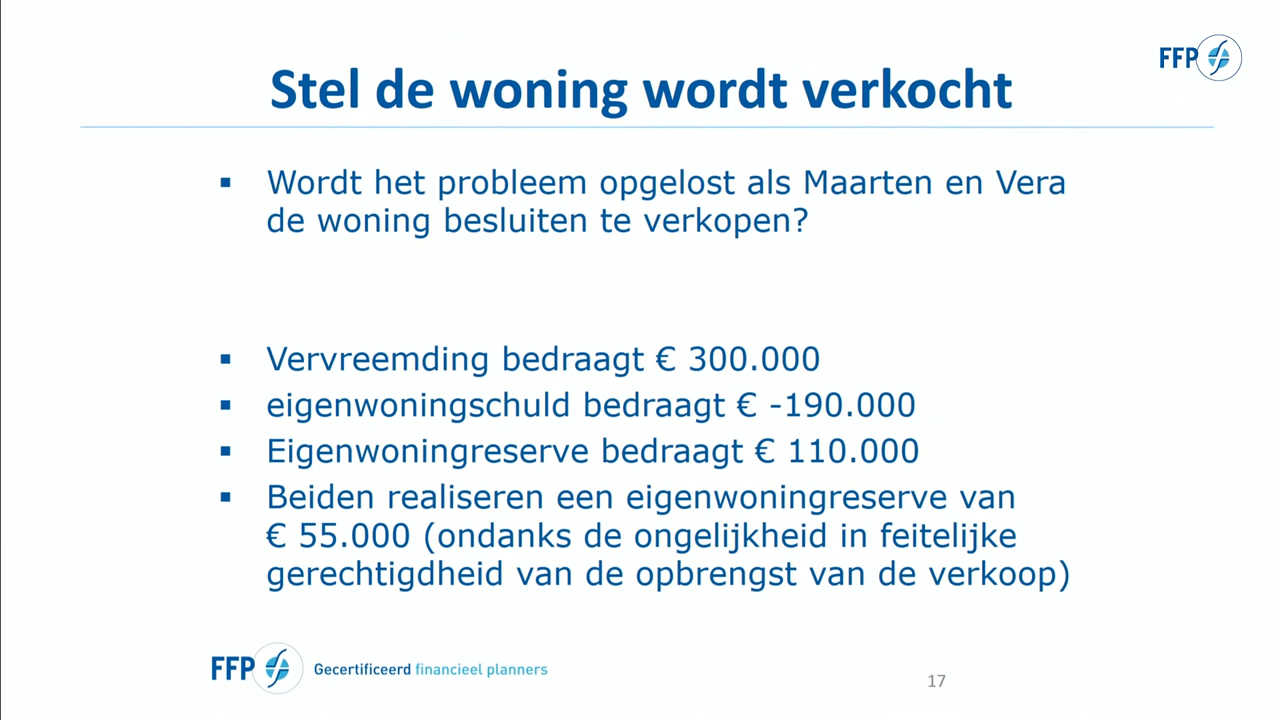 FFP
Stel de woning wordt verkocht
▪ Wordt het probleem opgelost als Maarten en Vera
de woning besluiten te verkopen?
▪ Vervreemding bedraagt € 300.000
▪ eigenwoningschuld bedraagt € -190.000
▪ Eigenwoningreserve bedraagt € 110.000
▪ Beiden realiseren een eigenwoningreserve van
€ 55.000 (ondanks de ongelijkheid in feitelijke
gerechtigdheid van de opbrengst van de verkoop)
FFP Gecertificeerd financieel planners
17